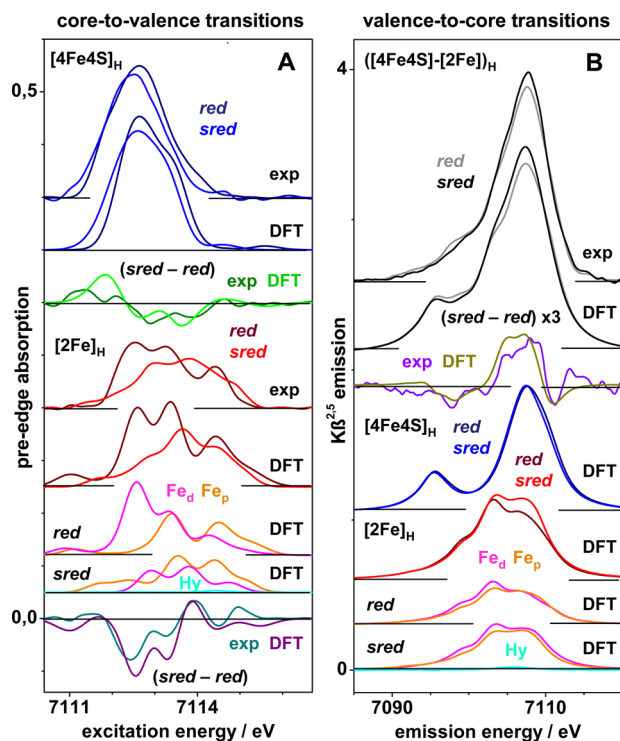 core-to-valence transitions
[4Fe4S]H
A
0,5
red
sred
exp
DFT
(sred – red)
exp DFT
red
sred
[2Fe]H
exp
DFT
Fed Fep
red
DFT
sred
DFT
Hy
0,0
exp DFT
(sred – red)
pre-edge absorption
7111
7114
excitation energy / eV
valence-to-core transitions
4
([4Fe4S]-[2Fe])H
B
red
sred
exp
DFT
(sred – red) x3
exp DFT
[4Fe4S]H
red
sred
DFT
red
sred
[2Fe]H
DFT
Fed Fep
red
DFT
sred
DFT
Hy
0
Kß2,5 emission
7090
7110
emission energy / eV